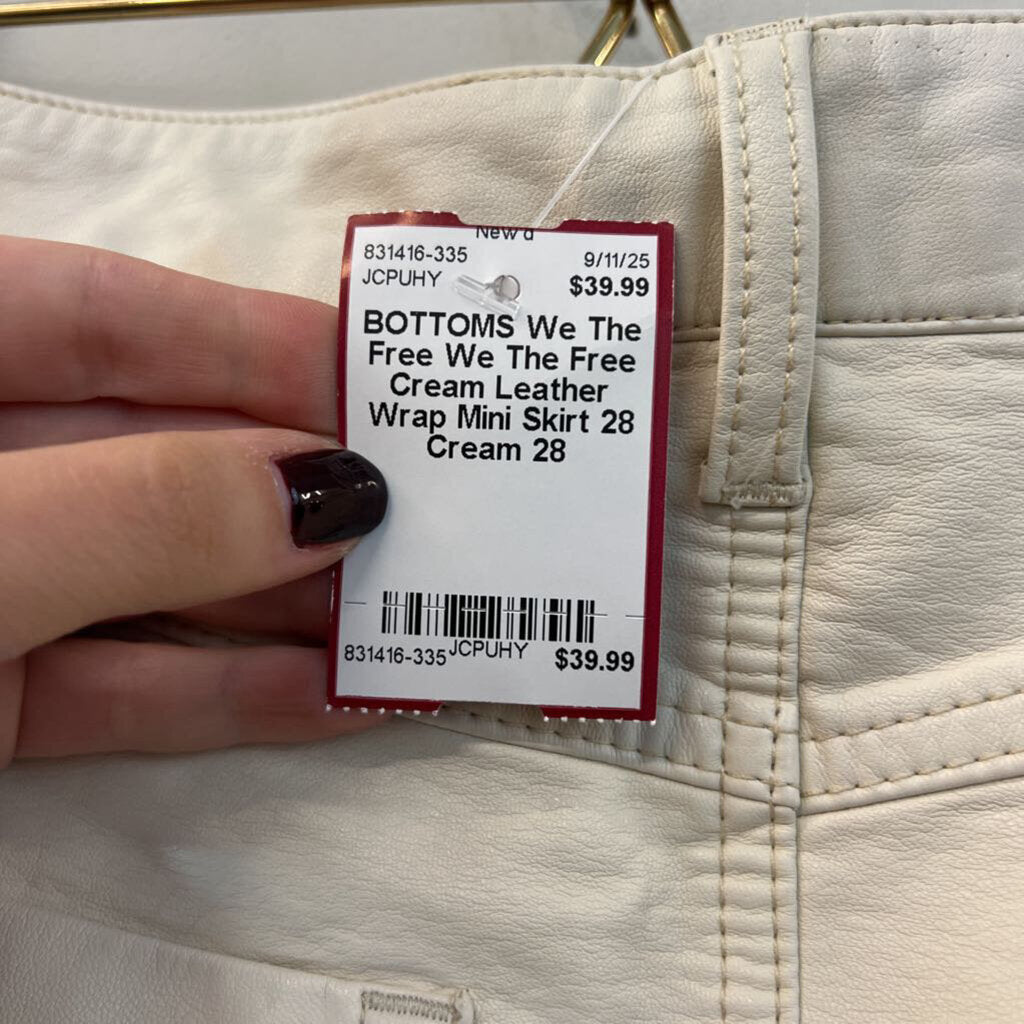 831416-335
9/11/25
JCPUHY
$39.99
BOTTOMS We The
Free We The Free
Cream Leather
Wrap Mini Skirt 28
Cream 28
831416-335 JCPUHY $39.99